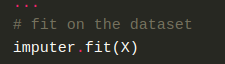 ...
# fit on the dataset
imputer.fit(X)